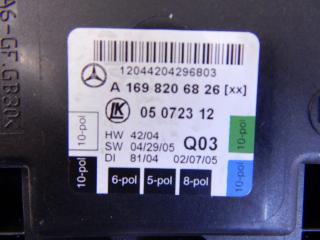 A6-GF.GB30<
12044204296803
A 169 820 68 26 [xx]
LK 05 0723 12
HW 42/04
SW 04/29/05 Q03
DI 81/04 02/07/05
10-pol
10-pol
10-pol
10-pol
6-pol 5-pol 8-pol